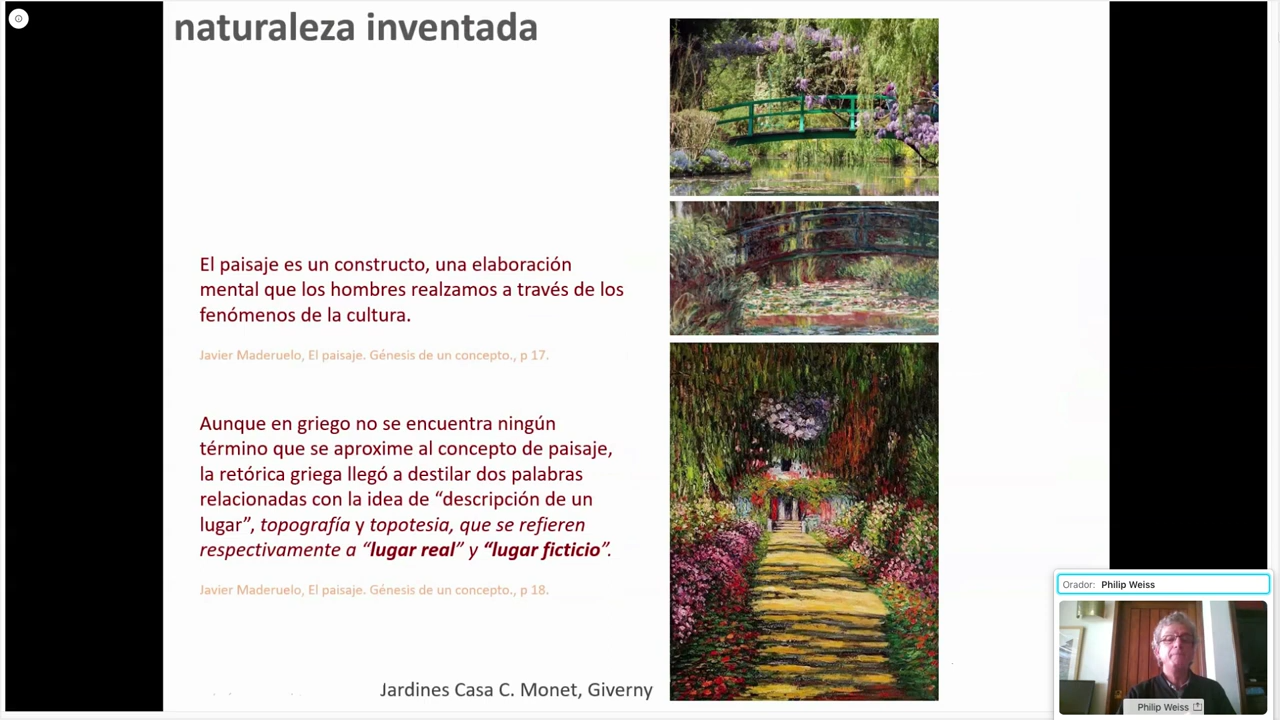 naturaleza inventada
El paisaje es un constructo, una elaboración
mental que los hombres realzamos a través de los
fenómenos de la cultura.
Javier Maderuelo, El paisaje. Génesis de un concepto., p 17.
Aunque en griego no se encuentra ningún
término que se aproxime al concepto de paisaje,
la retórica griega llegó a destilar dos palabras
relacionadas con la idea de “descripción de un
lugar”, topografía y topotesia, que se refieren
respectivamente a “lugar real” y “lugar ficticio”.
Javier Maderuelo, El paisaje. Génesis de un concepto., p 18.
Jardines Casa C. Monet, Giverny
Orador: Philip Weiss
Philip Weiss